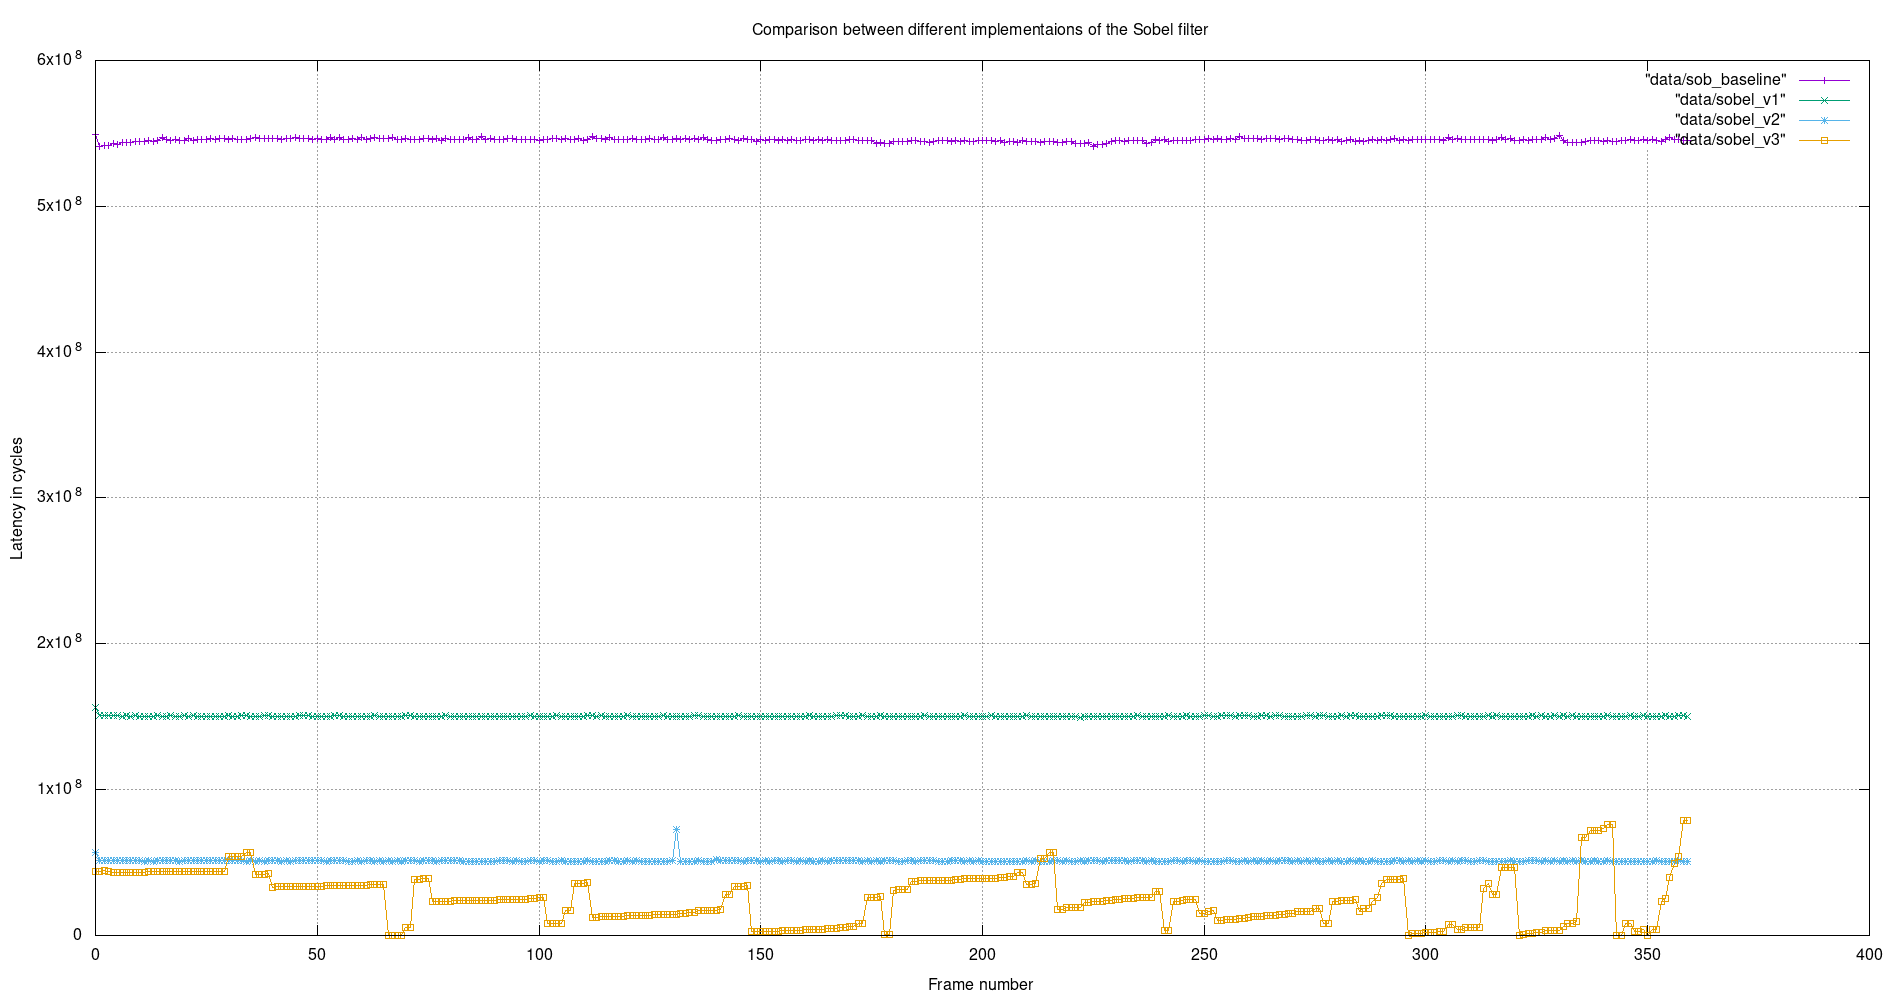 Comparison between different implementaions of the Sobel filter
"data/sob_baseline"
"data/sobel_v1"
"data/sobel_v2"
"data/sobel_v3"
6x10^8
5x10^8
4x10^8
3x10^8
2x10^8
1x10^8
0
Latency in cycles
0 50 100 150 200 250 300 350 400
Frame number